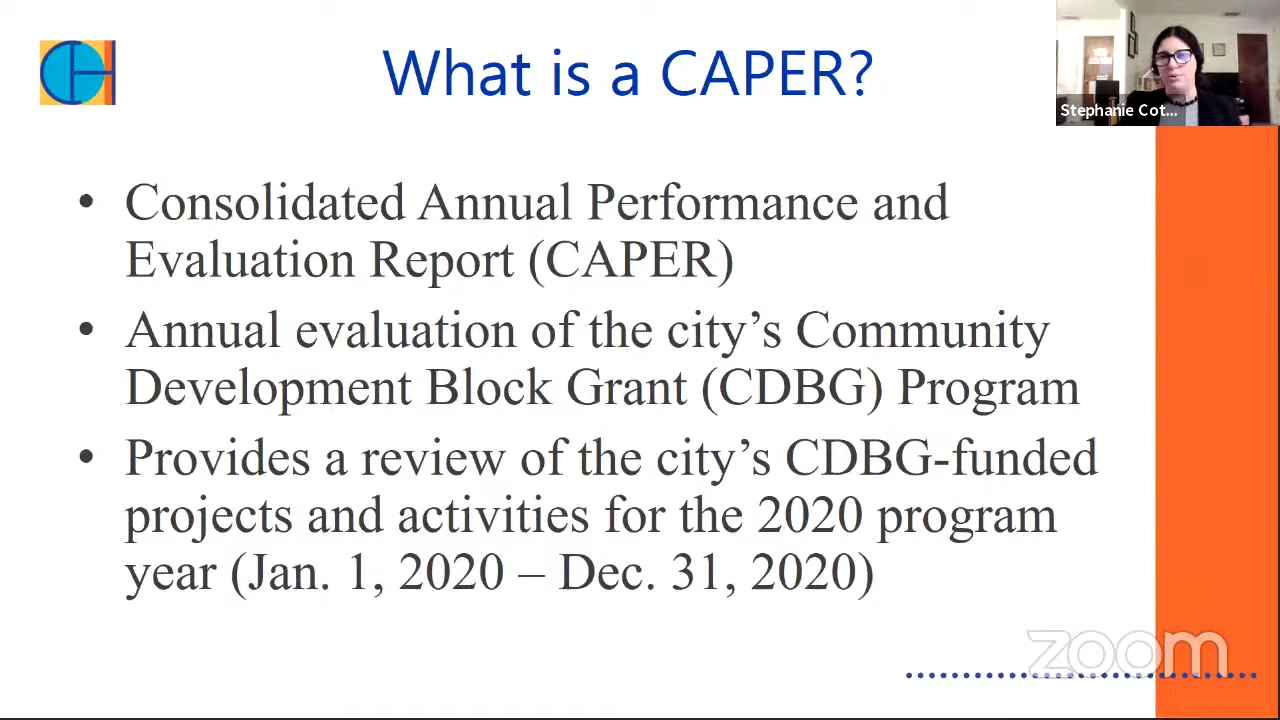 What is a CAPER?
Stephanie Cot...
• Consolidated Annual Performance and
Evaluation Report (CAPER)
• Annual evaluation of the city’s Community
Development Block Grant (CDBG) Program
• Provides a review of the city’s CDBG-funded
projects and activities for the 2020 program
year (Jan. 1, 2020 – Dec. 31, 2020)
zoom